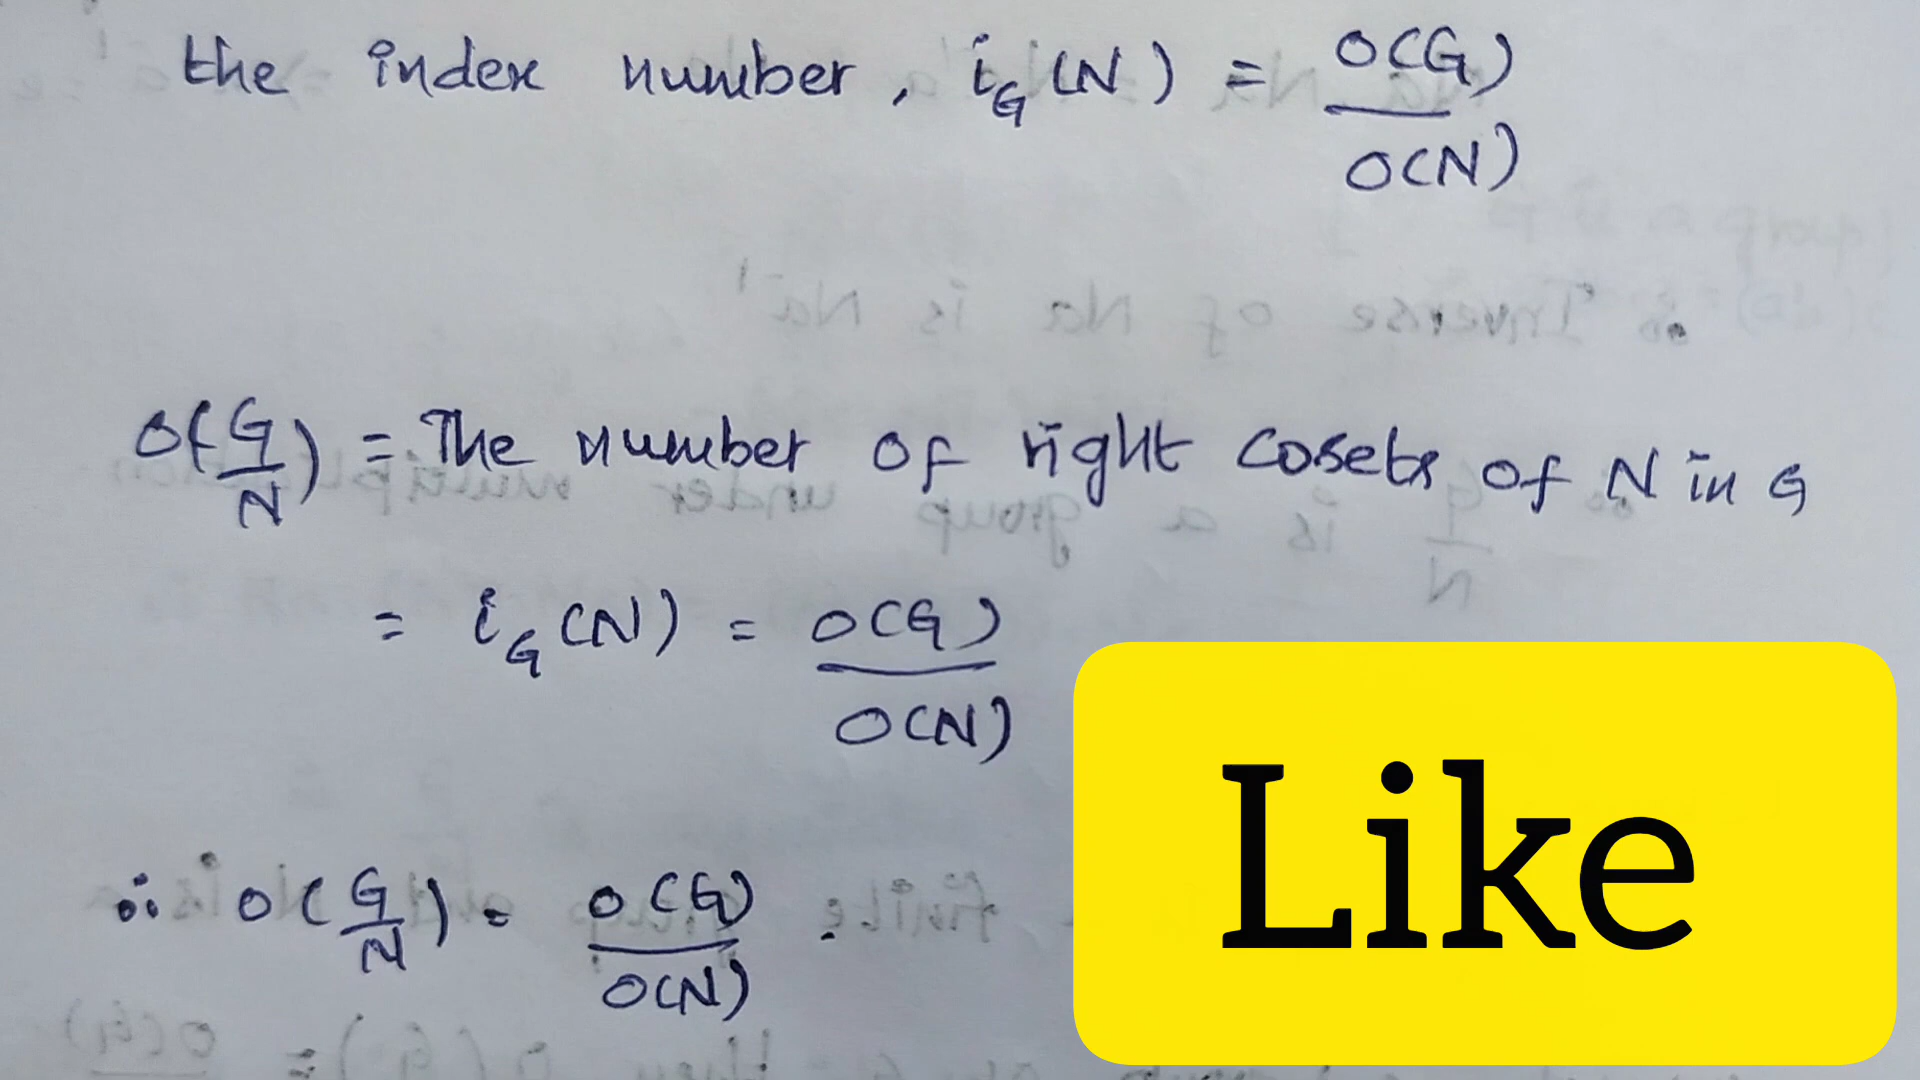 the index number, i_G(N) = O(G)/O(N)
O(G/N) = The number of right cosets of N in G
= i_G(N) = O(G)/O(N)
∴ O(G/N) = O(G)/O(N).
Like